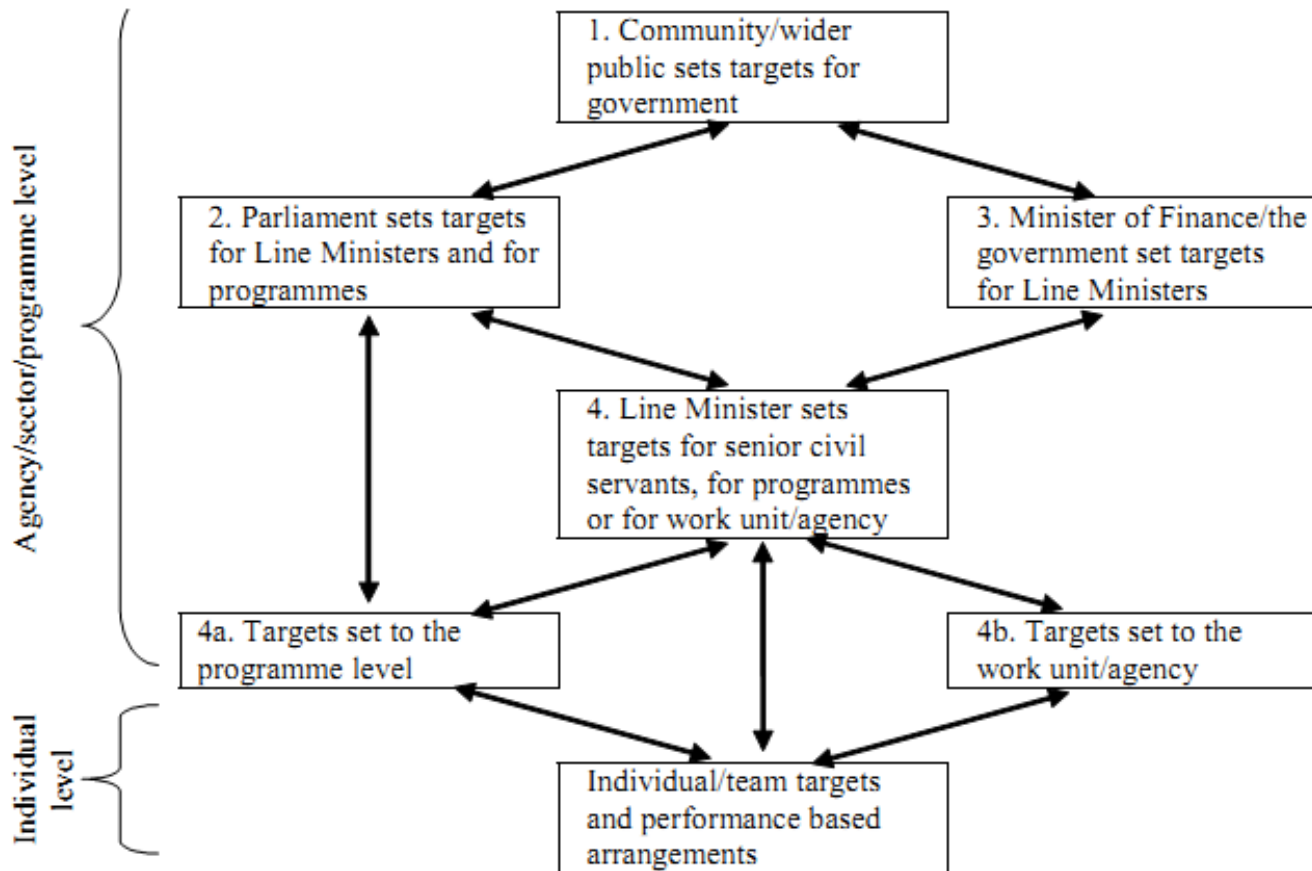 1. Community/wider
public sets targets for
government
Agency/sector/programme level
2. Parliament sets targets
for Line Ministers and for
programmes
3. Minister of Finance/the
government set targets
for Line Ministers
4. Line Minister sets
targets for senior civil
servants, for programmes
or for work unit/agency
4a. Targets set to the
programme level
4b. Targets set to the
work unit/agency
Individual
level
Individual/team targets
and performance based
arrangements